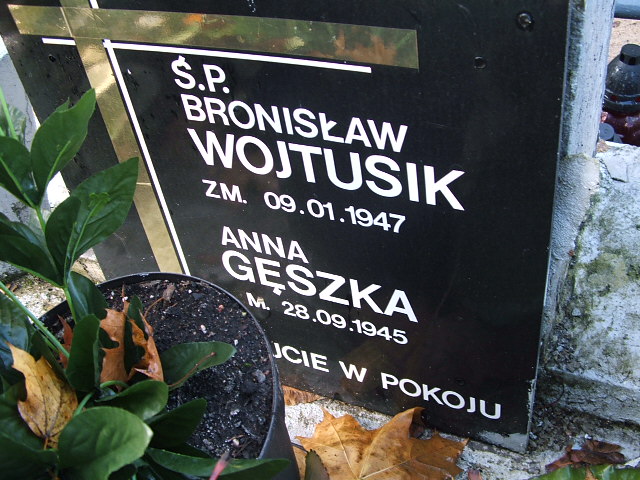 Ś.P.
BRONISŁAW
WOJTUSIK
ZM. 09.01.1947
ANNA
GĘSZKA
M. 28.09.1945
JCIE W POKOJU